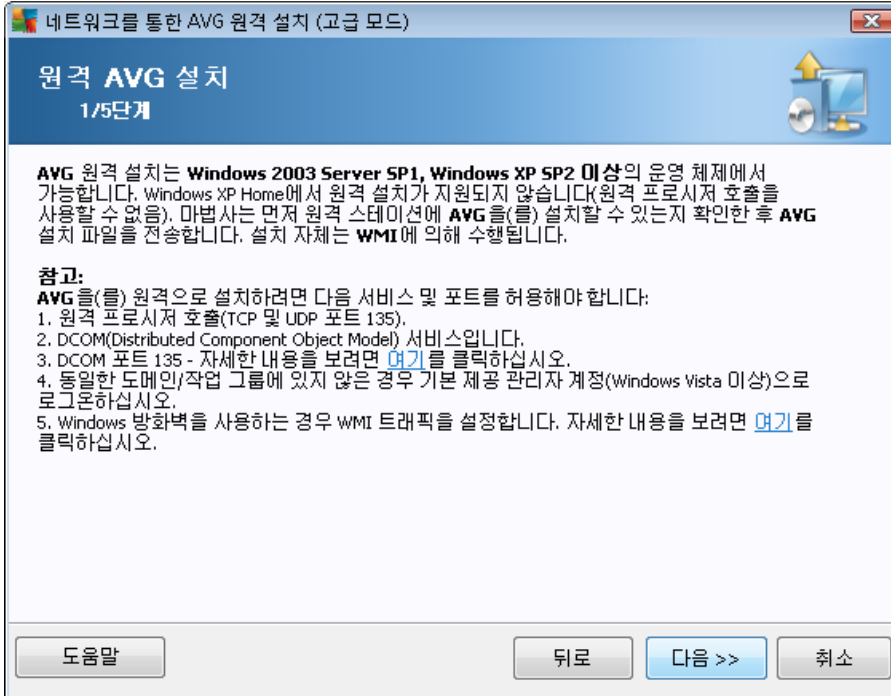 네트워크를 통한 AVG 원격 설치 (고급 모드)
원격 AVG 설치
1/5단계
AVG 원격 설치는 Windows 2003 Server SP1, Windows XP SP2 이상의 운영 체제에서
가능합니다. Windows XP Home에서 원격 설치가 지원되지 않습니다(원격 프로시저 호출을
사용할 수 없음). 마법사는 먼저 원격 스테이션에 AVG을(를) 설치할 수 있는지 확인한 후 AVG
설치 파일을 전송합니다. 설치 자체는 WMI에 의해 수행됩니다.
참고:
AVG을(를) 원격으로 설치하려면 다음 서비스 및 포트를 허용해야 합니다:
1. 원격 프로시저 호출(TCP 및 UDP 포트 135).
2. DCOM(Distributed Component Object Model) 서비스입니다.
3. DCOM 포트 135 - 자세한 내용을 보려면 여기를 클릭하십시오.
4. 동일한 도메인/작업 그룹에 있지 않은 경우 기본 제공 관리자 계정(Windows Vista 이상)으로
로그온하십시오.
5. Windows 방화벽을 사용하는 경우 WMI 트래픽을 설정합니다. 자세한 내용을 보려면 여기를
클릭하십시오.
도움말
뒤로
다음 >>
취소